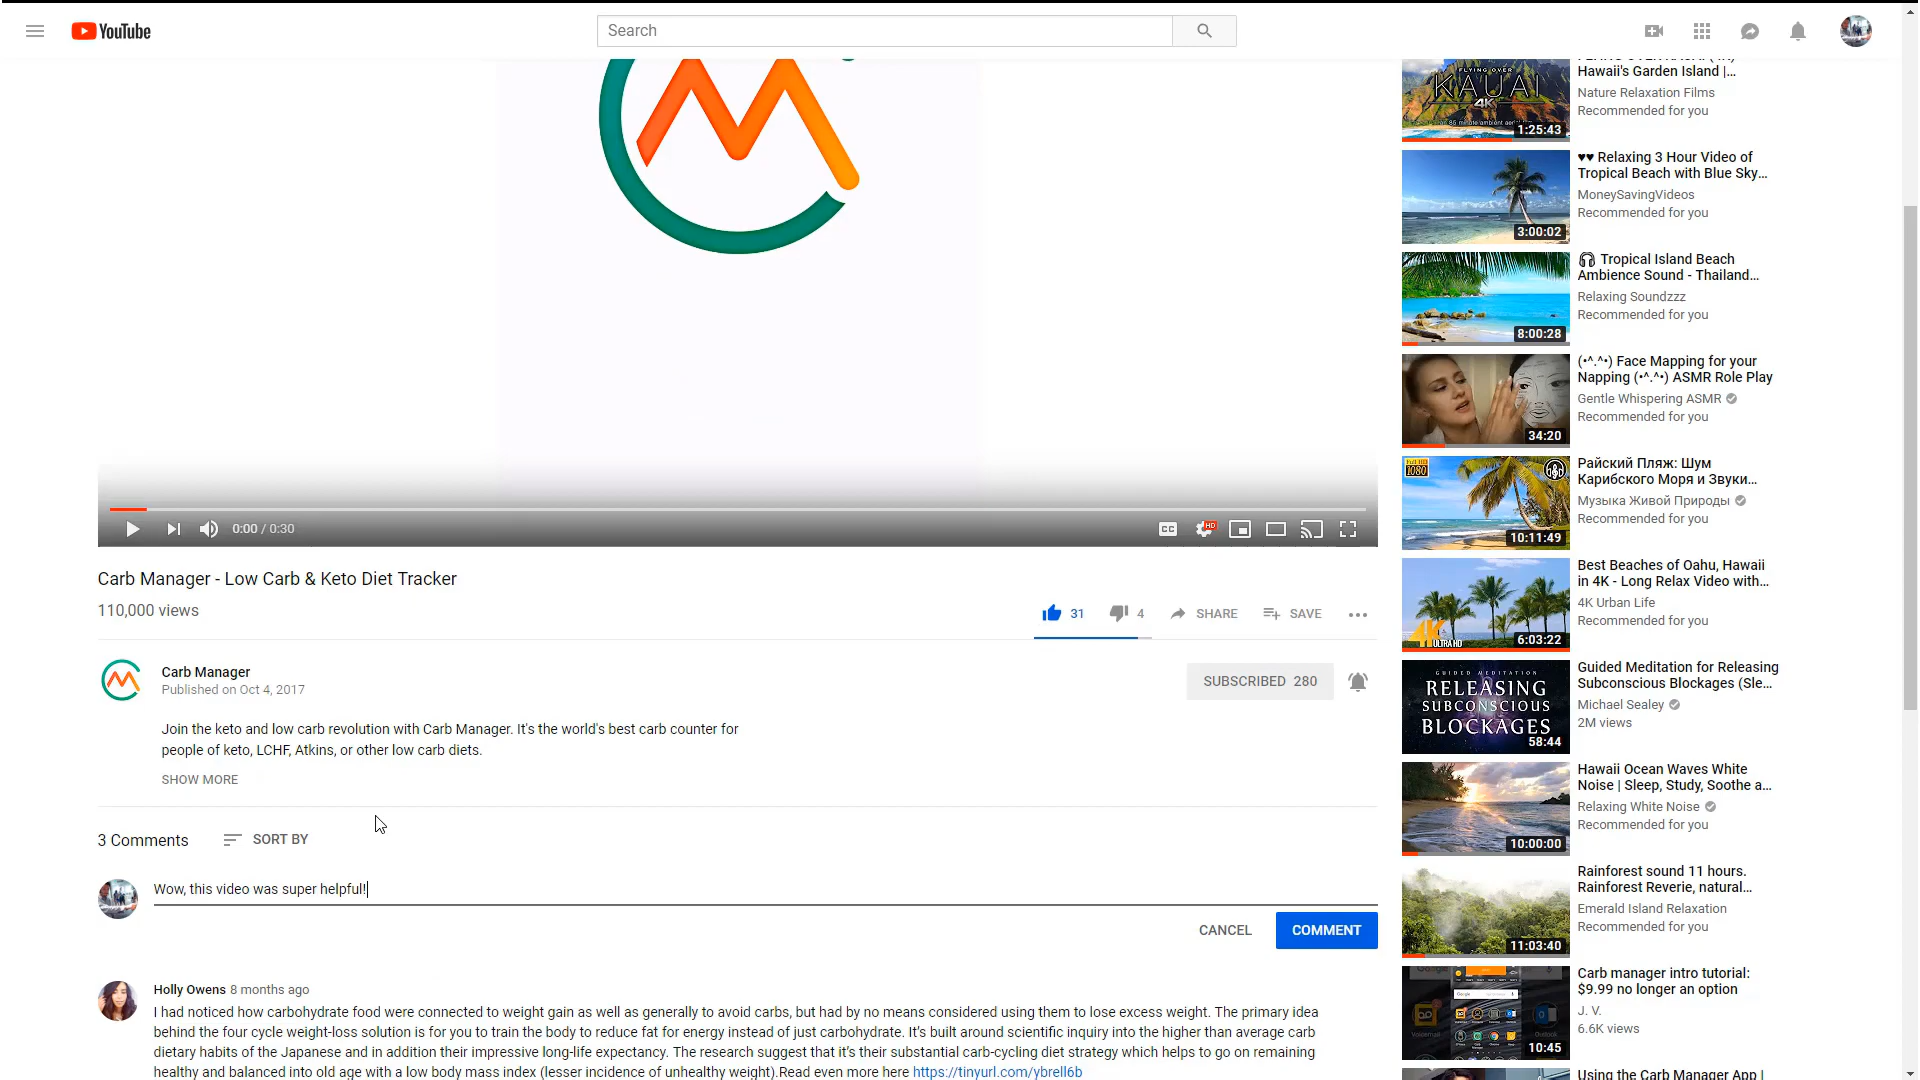 YouTube
Search
Carb Manager - Low Carb & Keto Diet Tracker
0:00 / 0:30
CC
HD
110,000 views
31
4
SHARE
SAVE
Carb Manager
Published on Oct 4, 2017
SUBSCRIBED 280
Join the keto and low carb revolution with Carb Manager. It's the world's best carb counter for
people of keto, LCHF, Atkins, or other low carb diets.
SHOW MORE
3 Comments
SORT BY
Wow, this video was super helpful!
CANCEL
COMMENT
Holly Owens 8 months ago
I had noticed how carbohydrate food were connected to weight gain as well as generally to avoid carbs, but had by no means considered using them to lose excess weight. The primary idea
behind the four cycle weight-loss solution is for you to train the body to reduce fat for energy instead of just carbohydrate. It's built around scientific inquiry into the higher than average carb
dietary habits of the Japanese and in addition their impressive long-life expectancy. The research suggest that it's their substantial carb-cycling diet strategy which helps to go on remaining
healthy and balanced into old age with a low body mass index (lesser incidence of unhealthy weight).Read even more here https://tinyurl.com/ybrell6b
FLYING OVER
KAUAI
4K
1:25:43
Hawaii's Garden Island |...
Nature Relaxation Films
Recommended for you
3:00:02
♥♥ Relaxing 3 Hour Video of
Tropical Beach with Blue Sky...
MoneySavingVideos
Recommended for you
8:00:28
🎧 Tropical Island Beach
Ambience Sound - Thailand...
Relaxing Soundzzz
Recommended for you
34:20
(•^.^•) Face Mapping for your
Napping (•^.^•) ASMR Role Play
Gentle Whispering ASMR
Recommended for you
FULL HD
1080
10:11:49
Райский Пляж: Шум
Карибского Моря и Звуки...
Музыка Живой Природы
Recommended for you
4K
ULTRA HD
6:03:22
Best Beaches of Oahu, Hawaii
in 4K - Long Relax Video with...
4K Urban Life
Recommended for you
GUIDED MEDITATION
RELEASING
SUBCONSCIOUS
BLOCKAGES
58:44
Guided Meditation for Releasing
Subconscious Blockages (Sle...
Michael Sealey
2M views
10:00:00
Hawaii Ocean Waves White
Noise | Sleep, Study, Soothe a...
Relaxing White Noise
Recommended for you
11:03:40
Rainforest sound 11 hours.
Rainforest Reverie, natural...
Emerald Island Relaxation
Recommended for you
10:45
Carb manager intro tutorial:
$9.99 no longer an option
J. V.
6.6K views
Using the Carb Manager App |